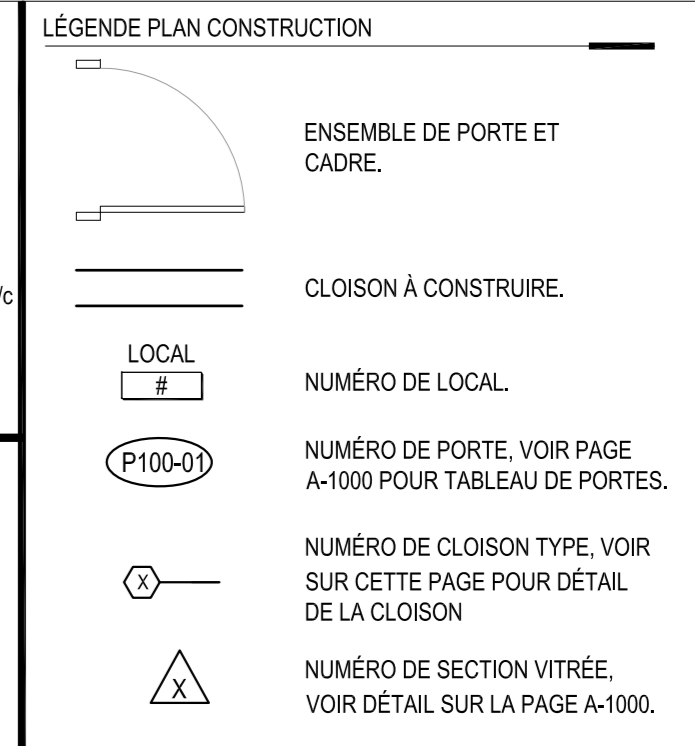 LÉGENDE PLAN CONSTRUCTION
ENSEMBLE DE PORTE ET
CADRE.
/c
CLOISON À CONSTRUIRE.
LOCAL
#
NUMÉRO DE LOCAL.
P100-01
NUMÉRO DE PORTE, VOIR PAGE
A-1000 POUR TABLEAU DE PORTES.
X
NUMÉRO DE CLOISON TYPE, VOIR
SUR CETTE PAGE POUR DÉTAIL
DE LA CLOISON
X
NUMÉRO DE SECTION VITRÉE,
VOIR DÉTAIL SUR LA PAGE A-1000.